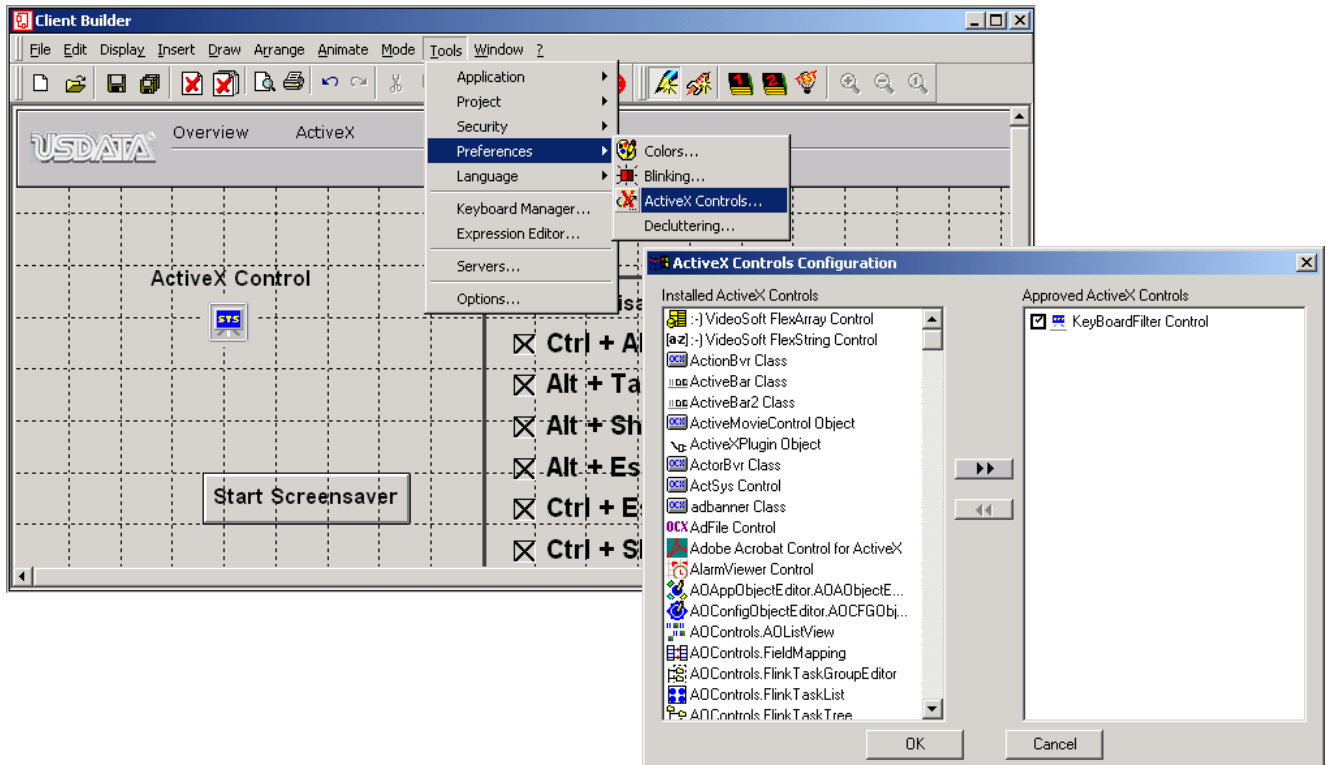 Client Builder
File Edit Display Insert Draw Arrange Animate Mode Tools Window ?
USDATA
Overview ActiveX
Application
Project
Security
Preferences
Language
Keyboard Manager...
Expression Editor...
Servers...
Options...
Colors...
Blinking...
ActiveX Controls...
Decluttering...
ActiveX Control
SYS
Start Screensaver
Ctrl + A
Alt + Ta
Alt + Sh
Alt + Es
Ctrl + E
Ctrl + S
ActiveX Controls Configuration
Installed ActiveX Controls
:-) VideoSoft FlexArray Control
:-) VideoSoft FlexString Control
ActionBvr Class
ActiveBar Class
ActiveBar2 Class
ActiveMovieControl Object
ActiveXPlugin Object
ActorBvr Class
ActSys Control
adbanner Class
AdFile Control
Adobe Acrobat Control for ActiveX
AlarmViewer Control
AOAppObjectEditor.AOAObjectE...
AOConfigObjectEditor.AOCFGObj...
AOControls.AOListView
AOControls.FieldMapping
AOControls.FlinkTaskGroupEditor
AOControls.FlinkTaskList
AOControls.FlinkTaskTree
Approved ActiveX Controls
KeyBoardFilter Control
OK
Cancel